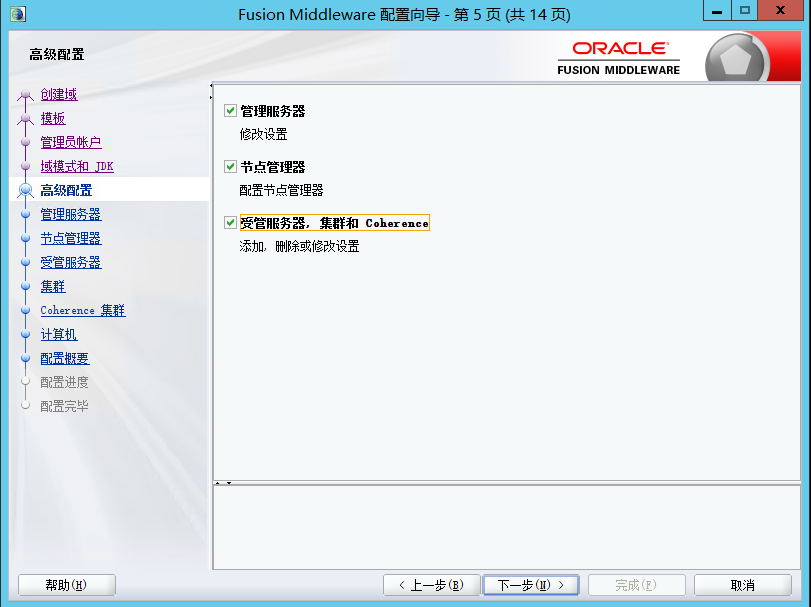 Fusion Middleware 配置向导 - 第 5 页 (共 14 页)
高级配置
ORACLE
FUSION MIDDLEWARE
创建域
模板
管理员帐户
域模式和 JDK
高级配置
管理服务器
节点管理器
受管服务器
集群
Coherence 集群
计算机
配置概要
配置进度
配置完毕
管理服务器
修改设置
节点管理器
配置节点管理器
受管服务器, 集群和 Coherence
添加, 删除或修改设置
帮助(H)
< 上一步(B)
下一步(N) >
完成(F)
取消